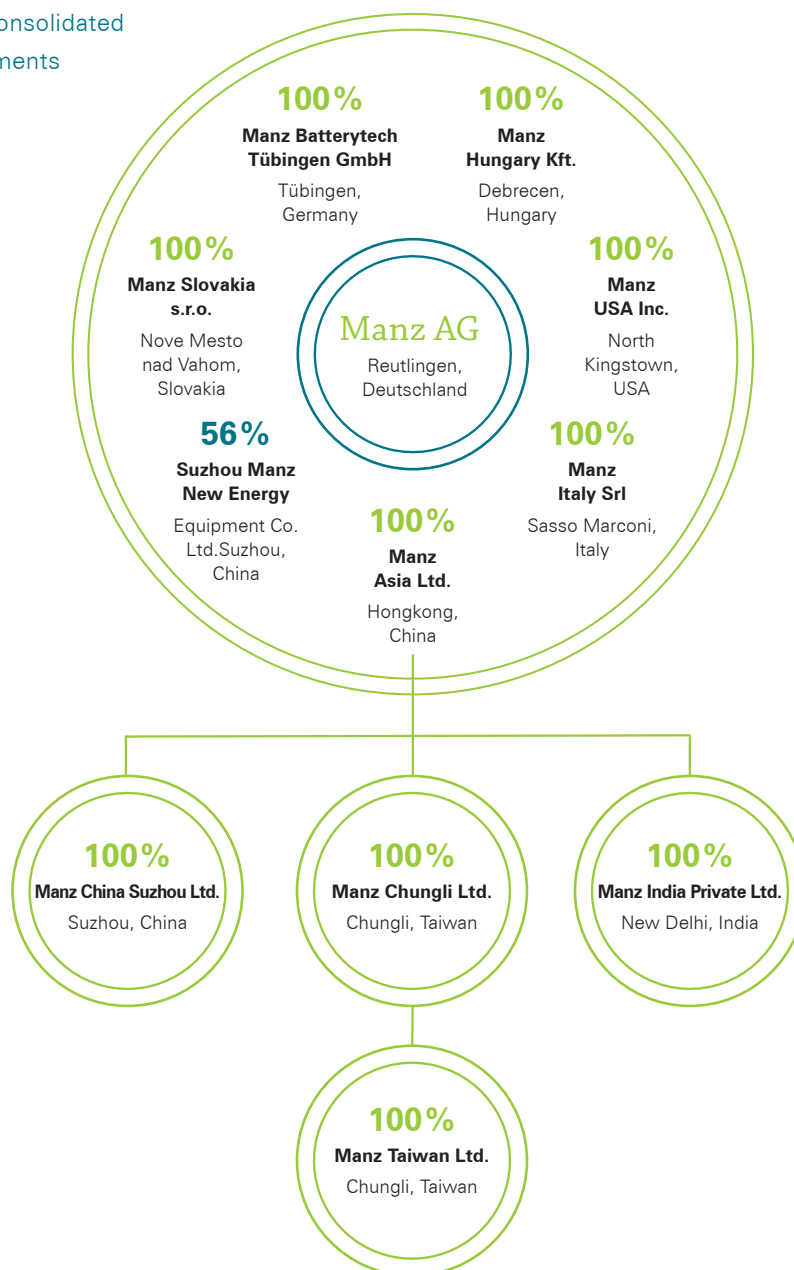 onsolidated
ments
100%
Manz Batterytech
Tübingen GmbH
Tübingen,
Germany
100%
Manz
Hungary Kft.
Debrecen,
Hungary
100%
Manz Slovakia
s.r.o.
Nove Mesto
nad Vahom,
Slovakia
Manz AG
Reutlingen,
Deutschland
100%
Manz
USA Inc.
North
Kingstown,
USA
56%
Suzhou Manz
New Energy
Equipment Co.
Ltd.Suzhou,
China
100%
Manz
Asia Ltd.
Hongkong,
China
100%
Manz
Italy Srl
Sasso Marconi,
Italy
100%
Manz China Suzhou Ltd.
Suzhou, China
100%
Manz Chungli Ltd.
Chungli, Taiwan
100%
Manz India Private Ltd.
New Delhi, India
100%
Manz Taiwan Ltd.
Chungli, Taiwan